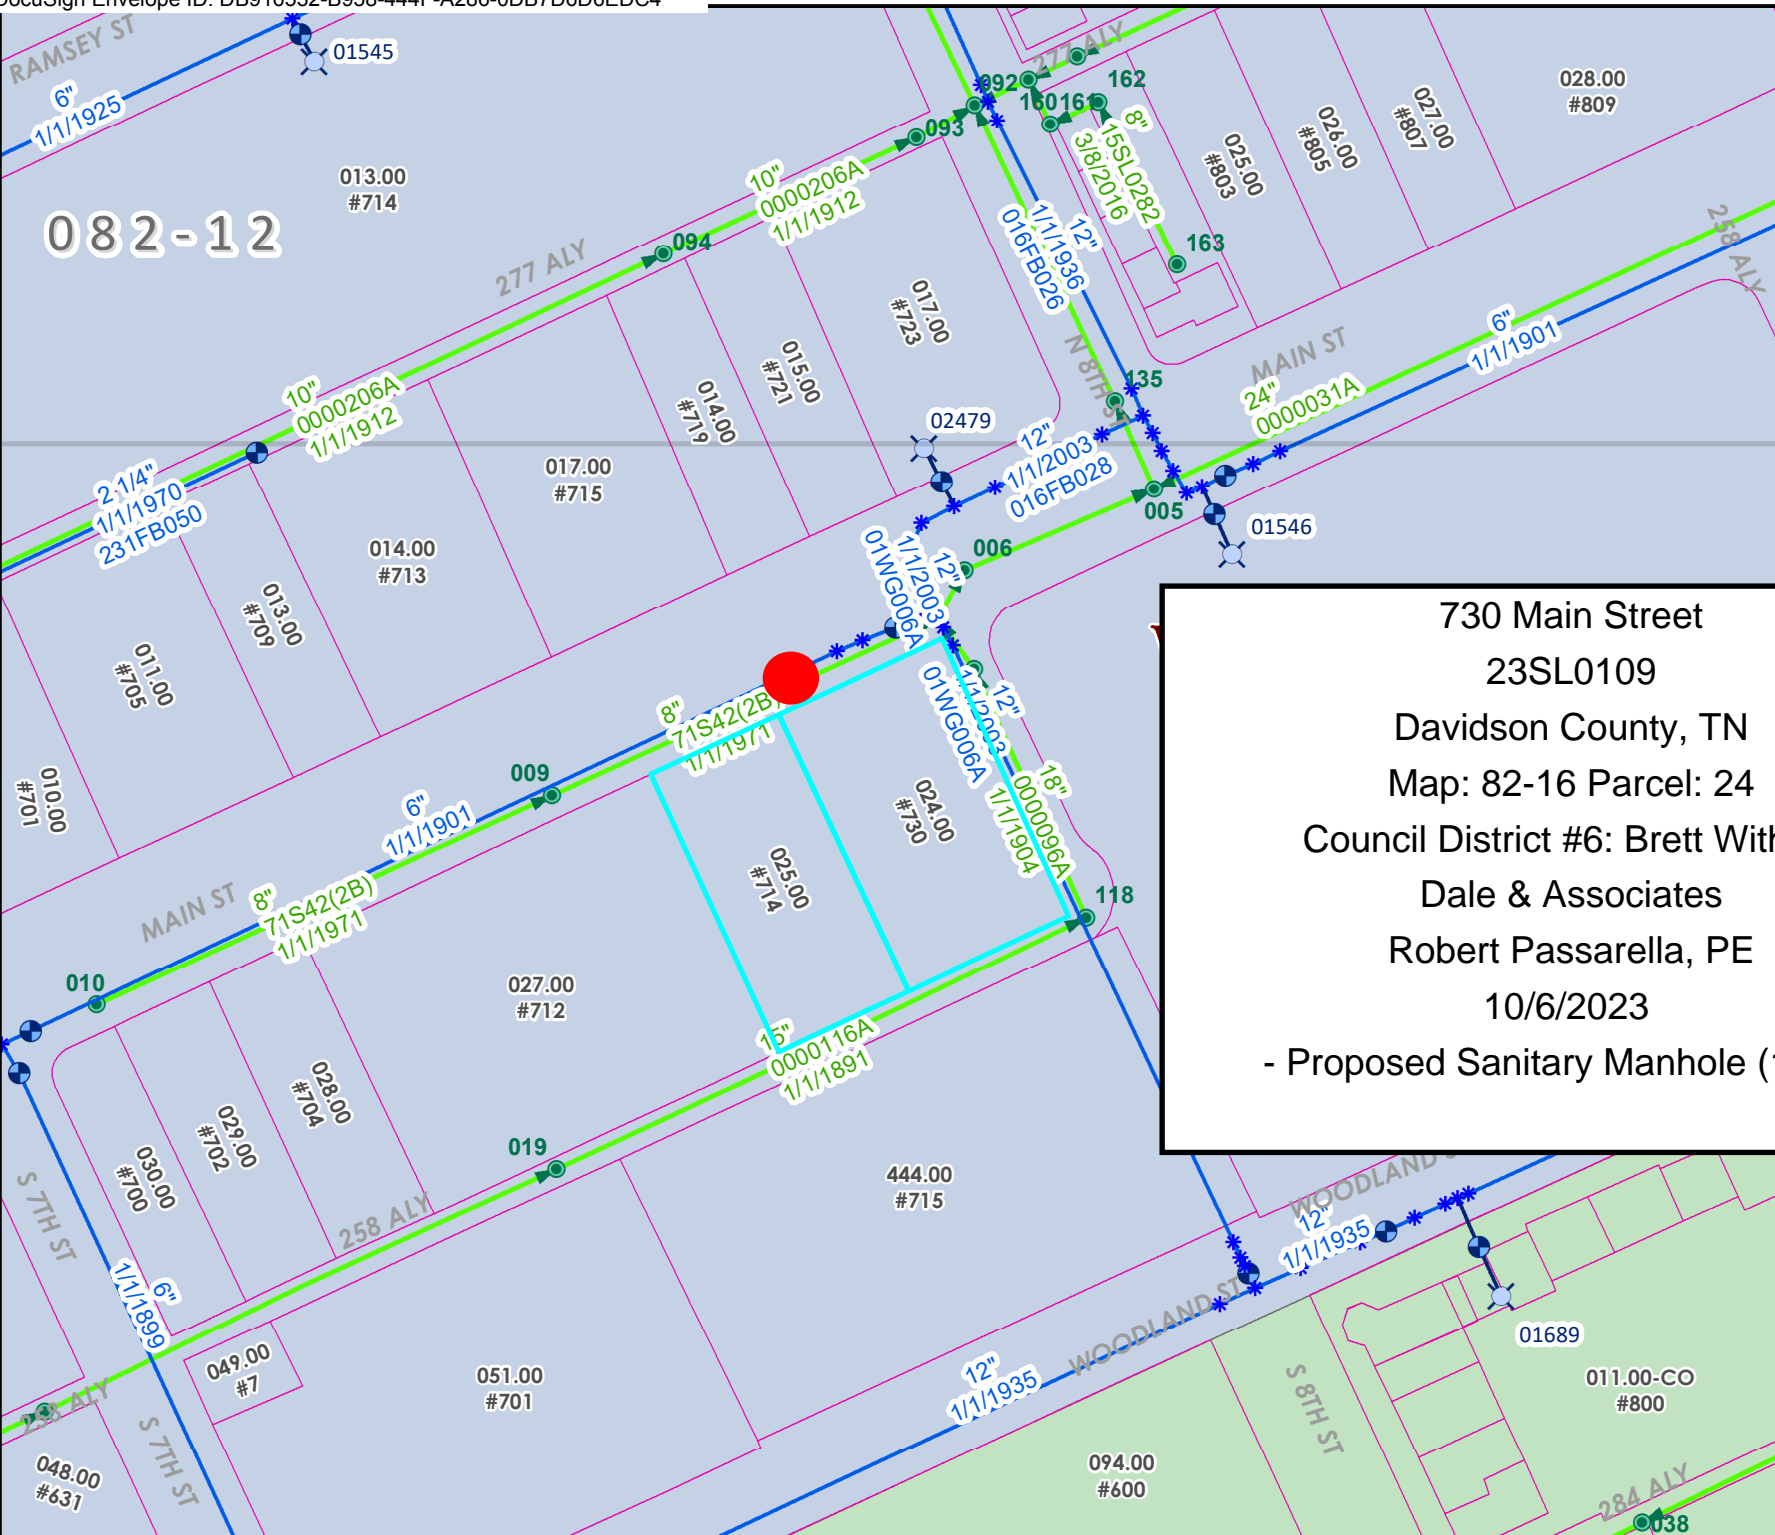 RAMSEY ST
01545
6"
1/1/1925
013.00
#714
082-12
277 ALY
10"
0000206A
1/1/1912
094
093
092
277 ALY
160
161
162
8"
15SL0282
3/8/2016
163
025.00
#803
026.00
#805
027.00
#807
028.00
#809
258 ALY
12"
1/1/1936
016FB026
N 8TH ST
135
MAIN ST
6"
1/1/1901
24"
0000031A
10"
0000206A
1/1/1912
2 1/4"
1/1/1970
231FB050
017.00
#723
015.00
#721
014.00
#719
017.00
#715
014.00
#713
013.00
#709
011.00
#705
010.00
#701
02479
12"
1/1/2003
016FB028
005
01546
006
12"
1/1/2003
01WG006A
12"
1/1/2003
01WG006A
18"
0000096A
1/1/1904
118
8"
71S42(2B)
1/1/1971
009
6"
1/1/1901
MAIN ST
8"
71S42(2B)
1/1/1971
010
024.00
#730
025.00
#714
027.00
#712
15"
0000116A
1/1/1891
028.00
#704
029.00
#702
030.00
#700
019
444.00
#715
258 ALY
S 7TH ST
6"
1/1/1899
049.00
#7
051.00
#701
S 7TH ST
048.00
#631
WOODLAND ST
12"
1/1/1935
WOODLAND
12"
1/1/1935
01689
S 8TH ST
011.00-CO
#800
094.00
#600
284 ALY
038
730 Main Street
23SL0109
Davidson County, TN
Map: 82-16 Parcel: 24
Council District #6: Brett With
Dale & Associates
Robert Passarella, PE
10/6/2023
- Proposed Sanitary Manhole (